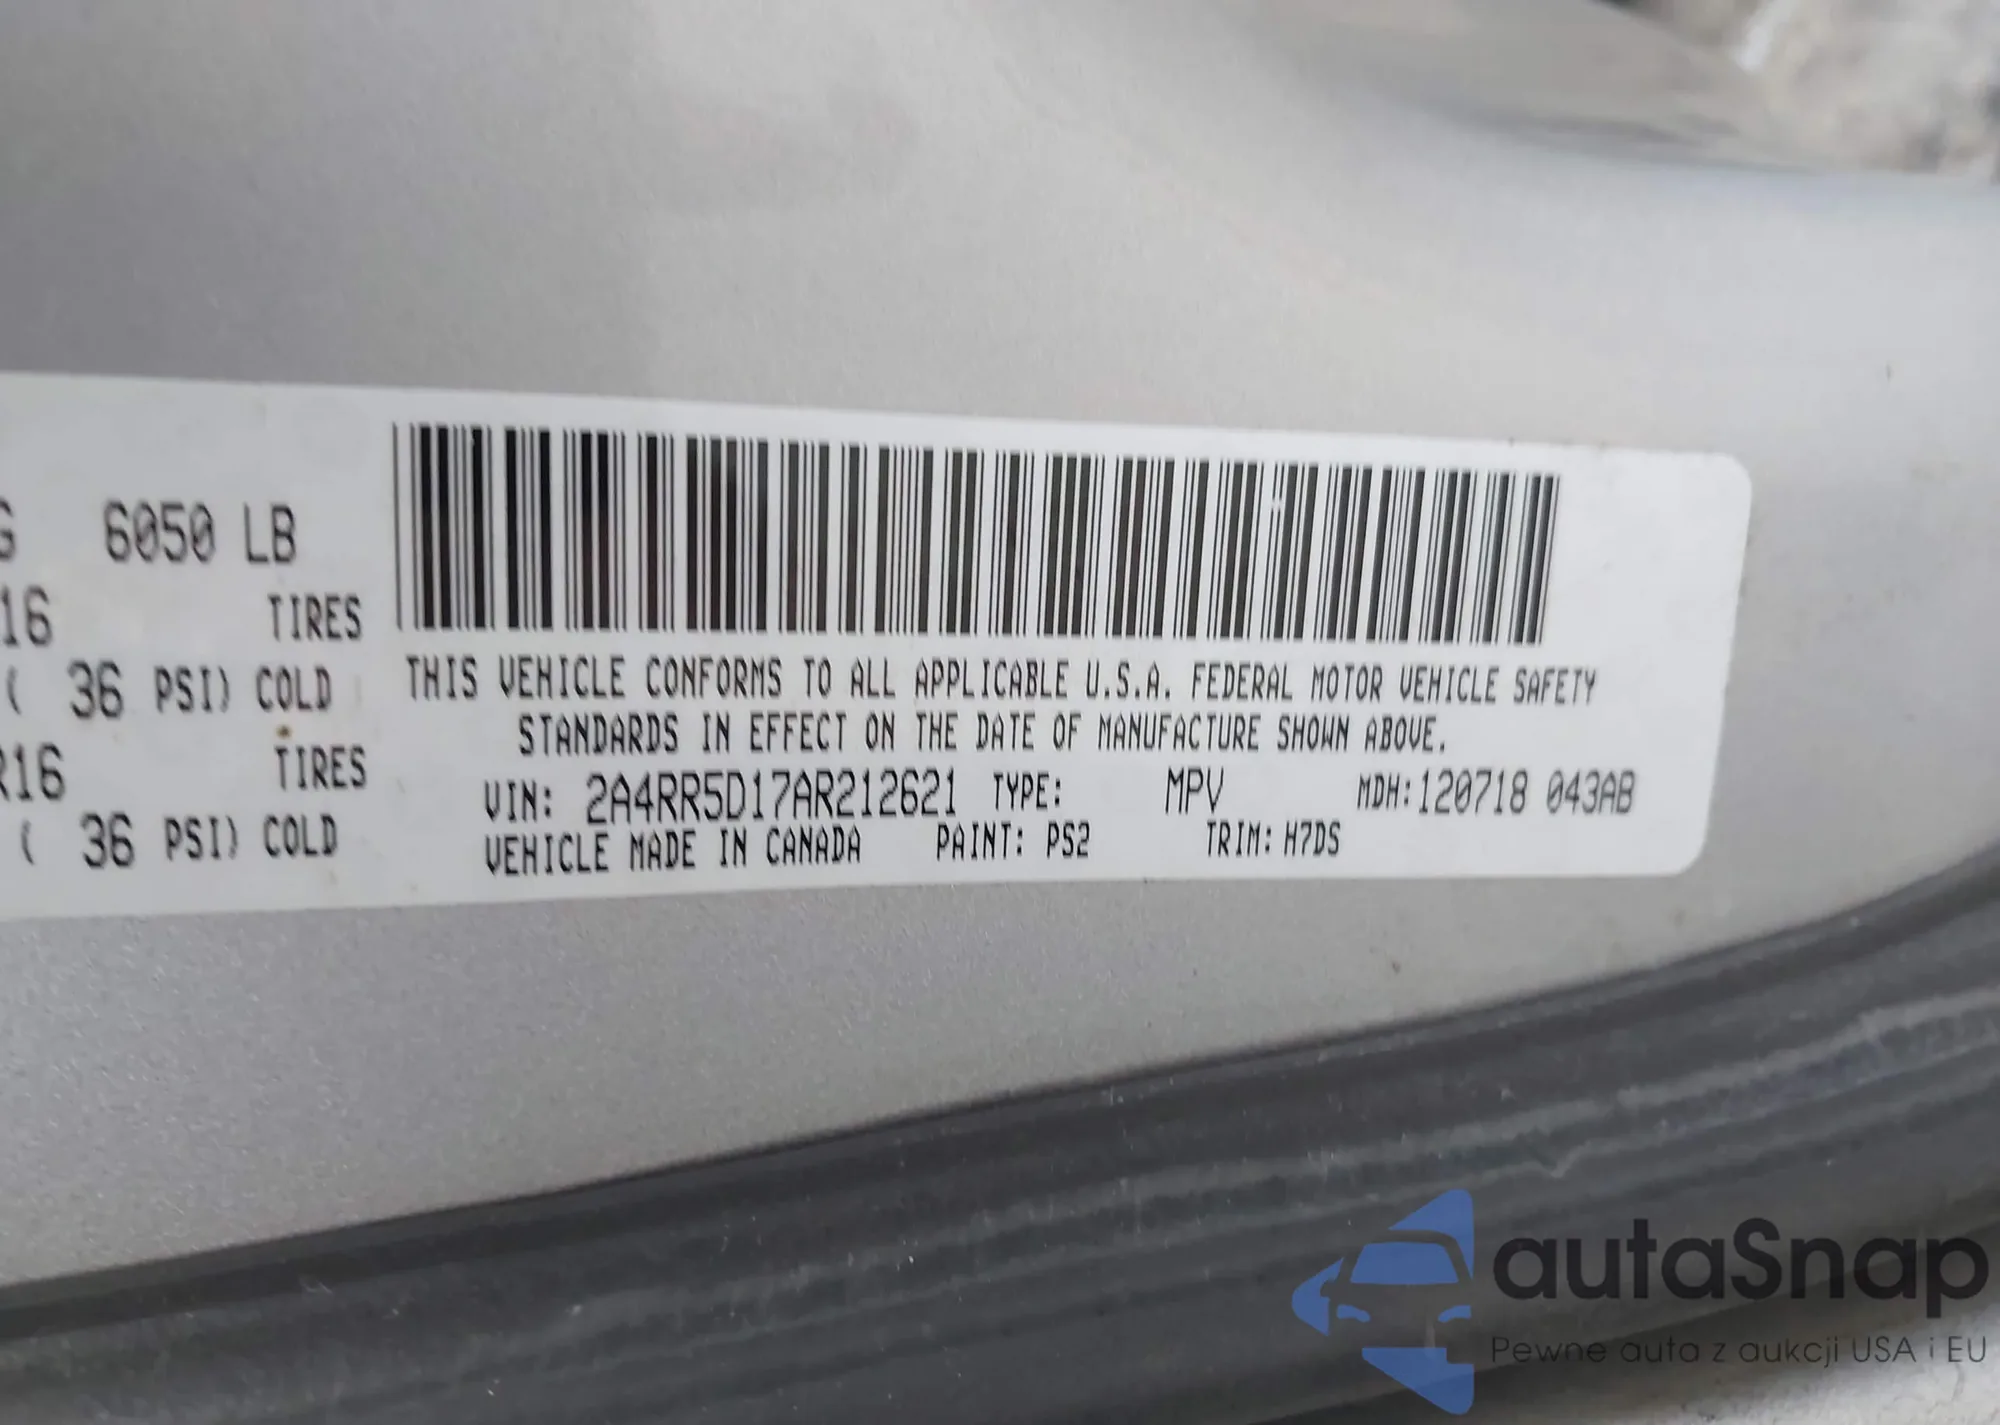 G 6050 LB
16 TIRES
( 36 PSI) COLD
R16 TIRES
( 36 PSI) COLD
THIS VEHICLE CONFORMS TO ALL APPLICABLE U.S.A. FEDERAL MOTOR VEHICLE SAFETY
STANDARDS IN EFFECT ON THE DATE OF MANUFACTURE SHOWN ABOVE.
VIN: 2A4RR5D17AR212621 TYPE: MPV MDH: 120718 043AB
VEHICLE MADE IN CANADA PAINT: PS2 TRIM: H7DS
autaSnap
Pewne auta z aukcji USA i EU